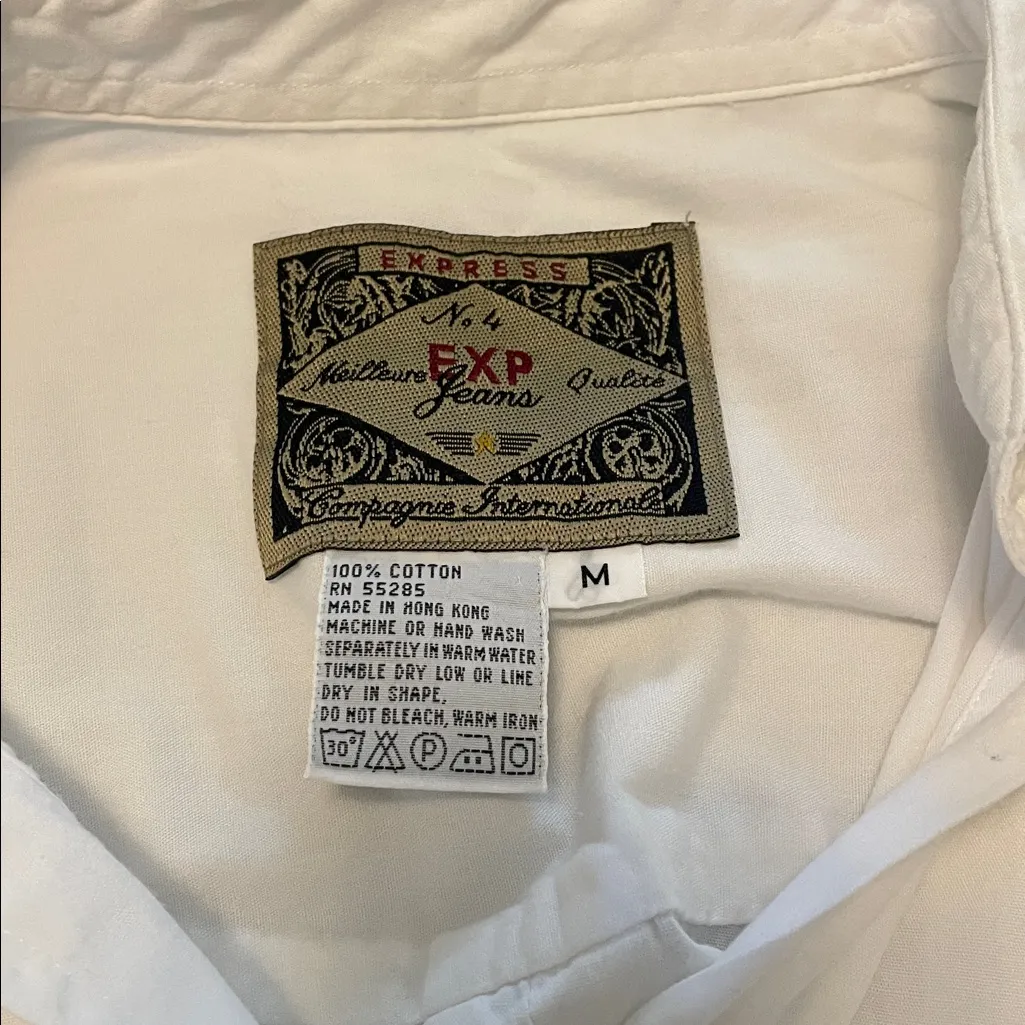 EXPRESS
No 4
EXP
Meilleure Jeans Qualité
Compagnie Internationale
M
100% COTTON
RN 55285
MADE IN HONG KONG
MACHINE OR HAND WASH
SEPARATELY IN WARM WATER
TUMBLE DRY LOW OR LINE
DRY IN SHAPE.
DO NOT BLEACH, WARM IRON
30° P